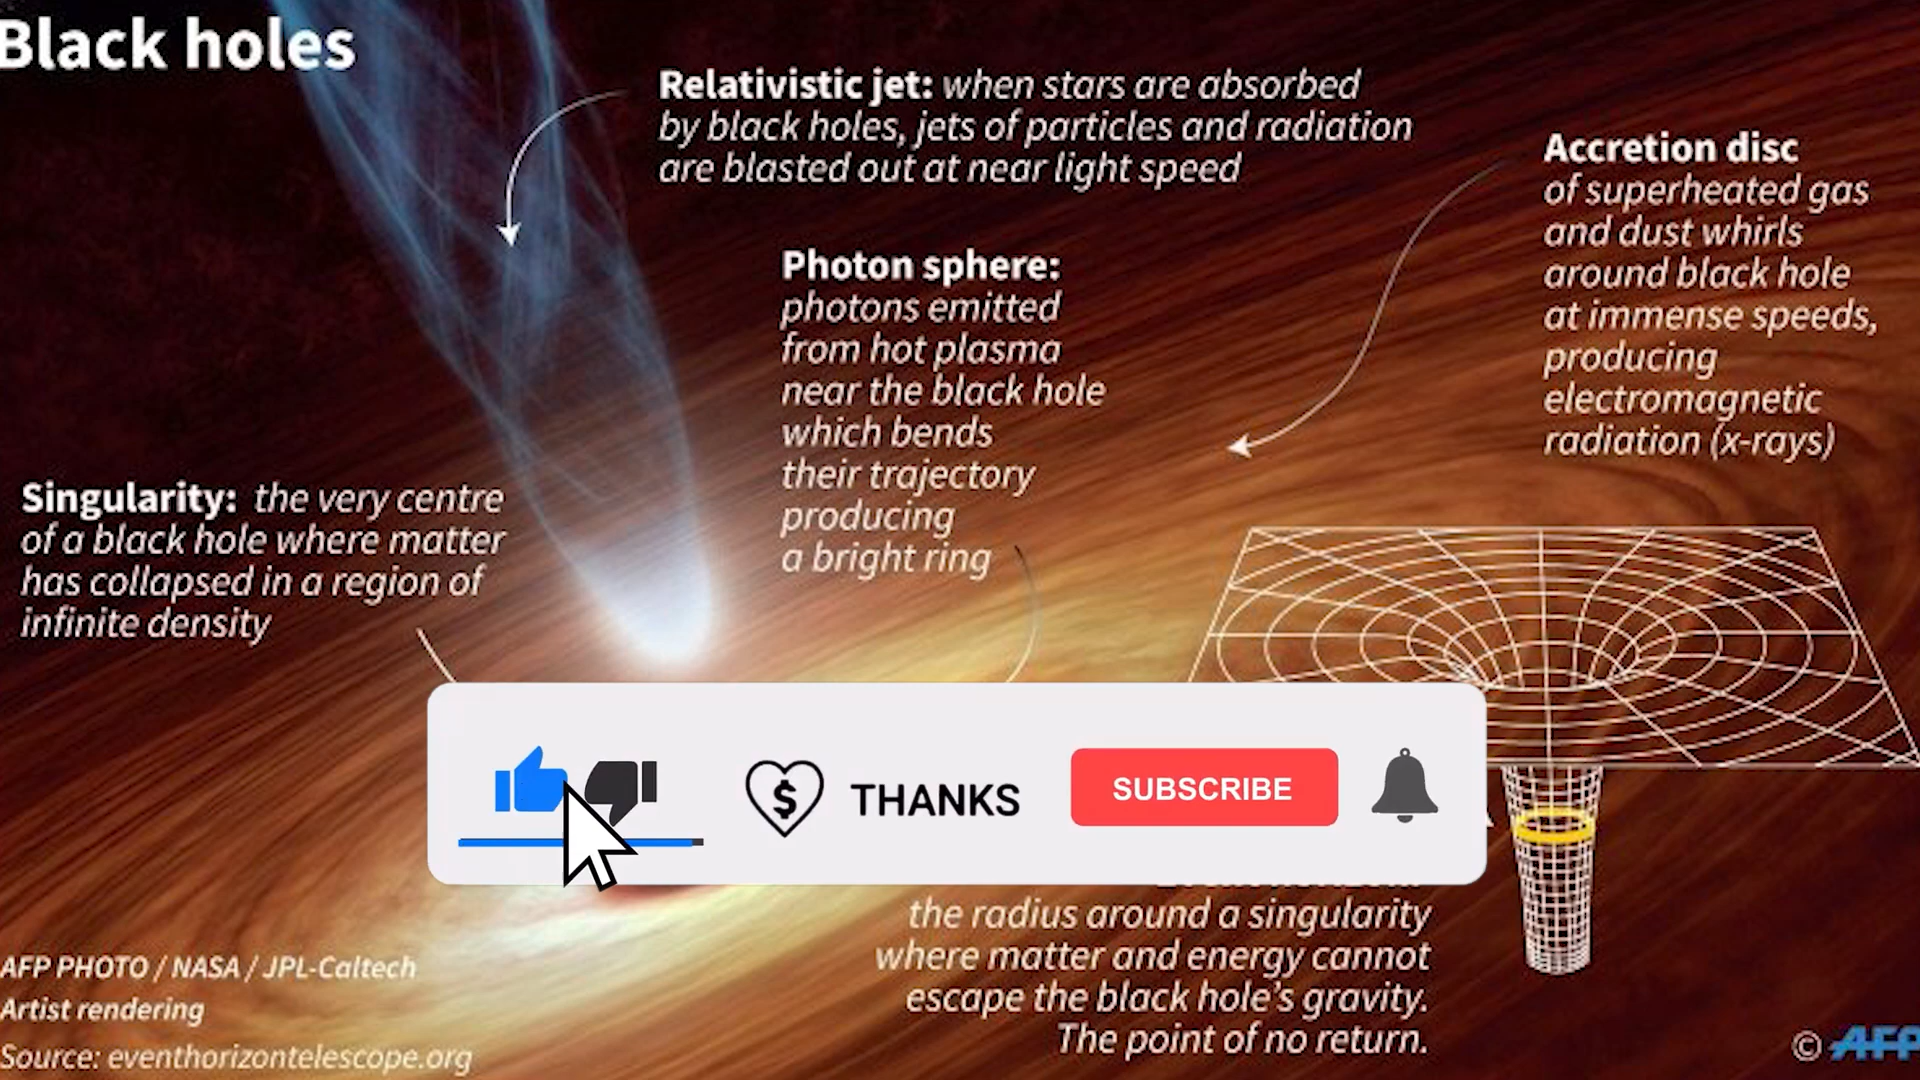 Black holes
Relativistic jet: when stars are absorbed
by black holes, jets of particles and radiation
are blasted out at near light speed
Accretion disc
of superheated gas
and dust whirls
around black hole
at immense speeds,
producing
electromagnetic
radiation (x-rays)
Photon sphere:
photons emitted
from hot plasma
near the black hole
which bends
their trajectory
producing
a bright ring
Singularity: the very centre
of a black hole where matter
has collapsed in a region of
infinite density
$
THANKS
SUBSCRIBE
the radius around a singularity
where matter and energy cannot
escape the black hole's gravity.
The point of no return.
AFP PHOTO / NASA / JPL-Caltech
Artist rendering
Source: eventhorizontelescope.org
© AFP